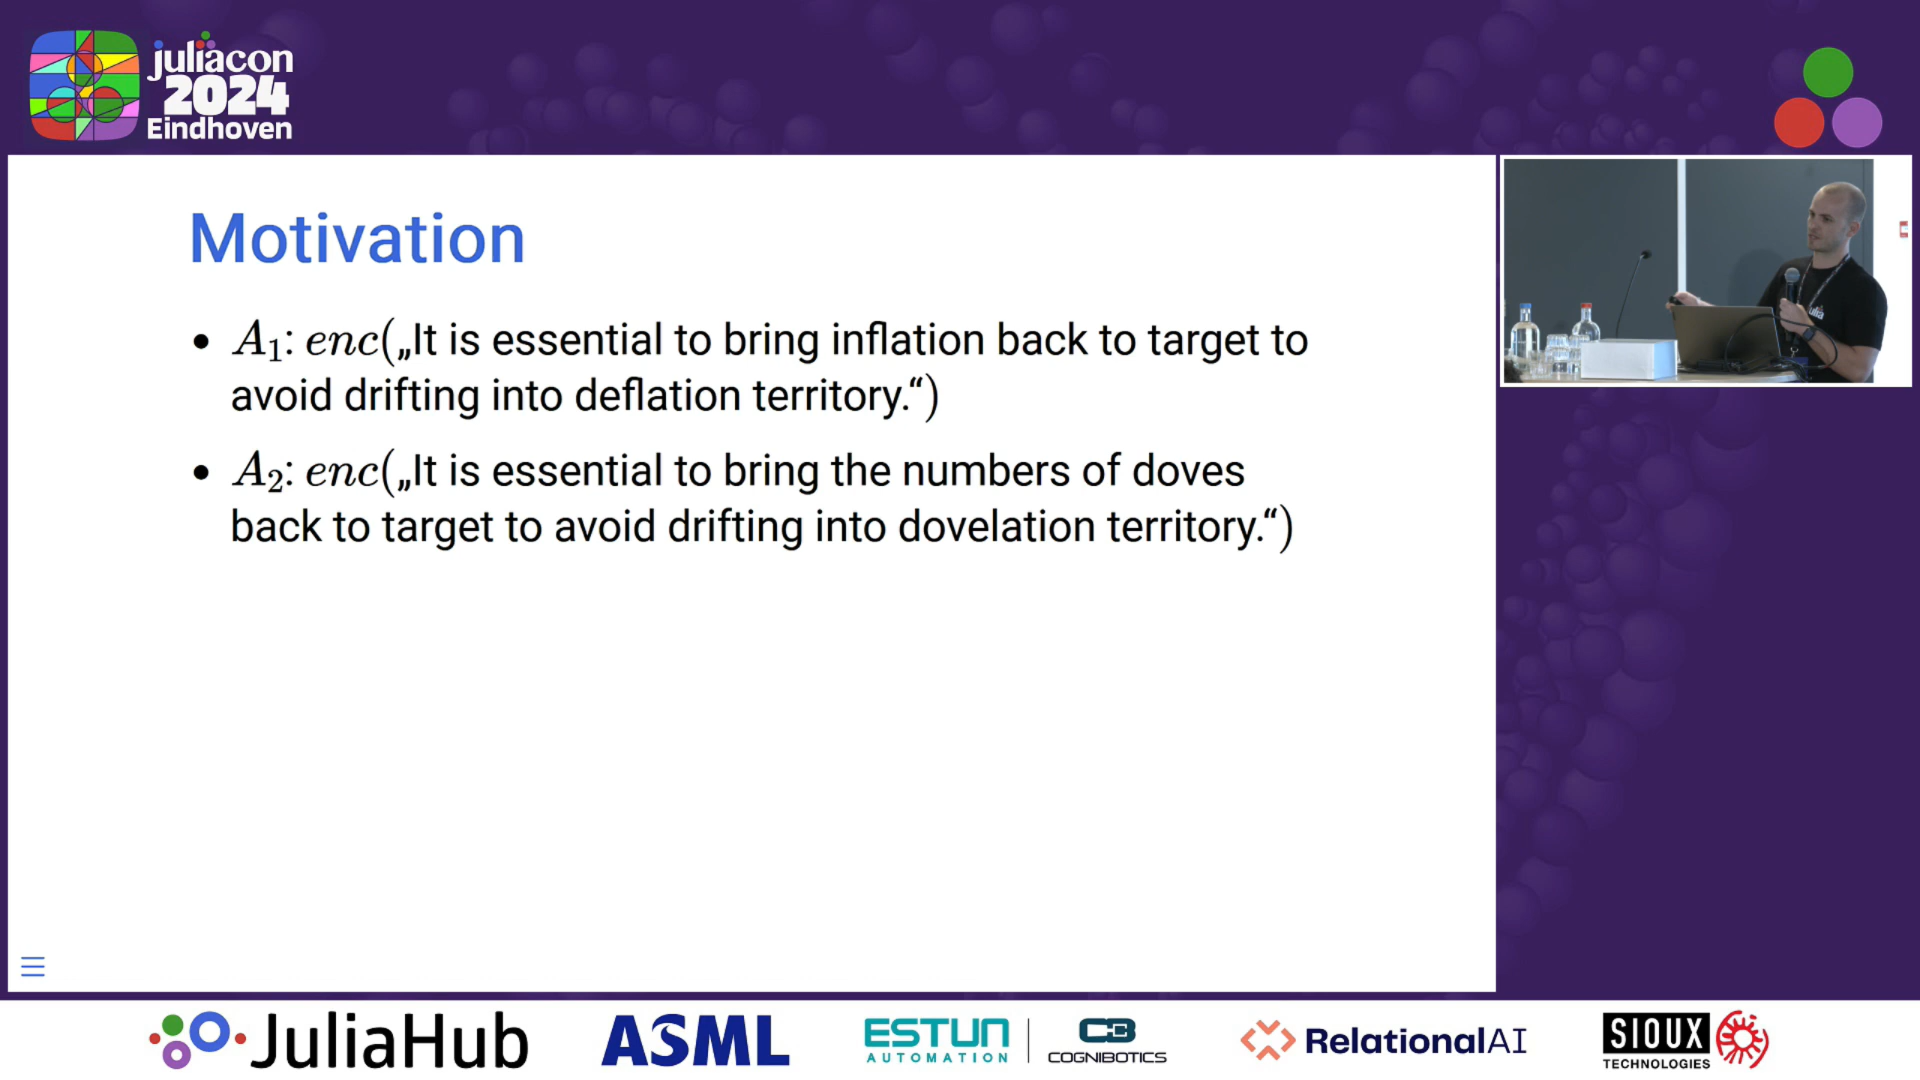 juliacon
2024
Eindhoven
Motivation
• A₁: enc(„It is essential to bring inflation back to target to
avoid drifting into deflation territory.“)
• A₂: enc(„It is essential to bring the numbers of doves
back to target to avoid drifting into dovelation territory.“)
JuliaHub
ASML
ESTUN
AUTOMATION
COGNIBOTICS
RelationalAI
SIOUX
TECHNOLOGIES